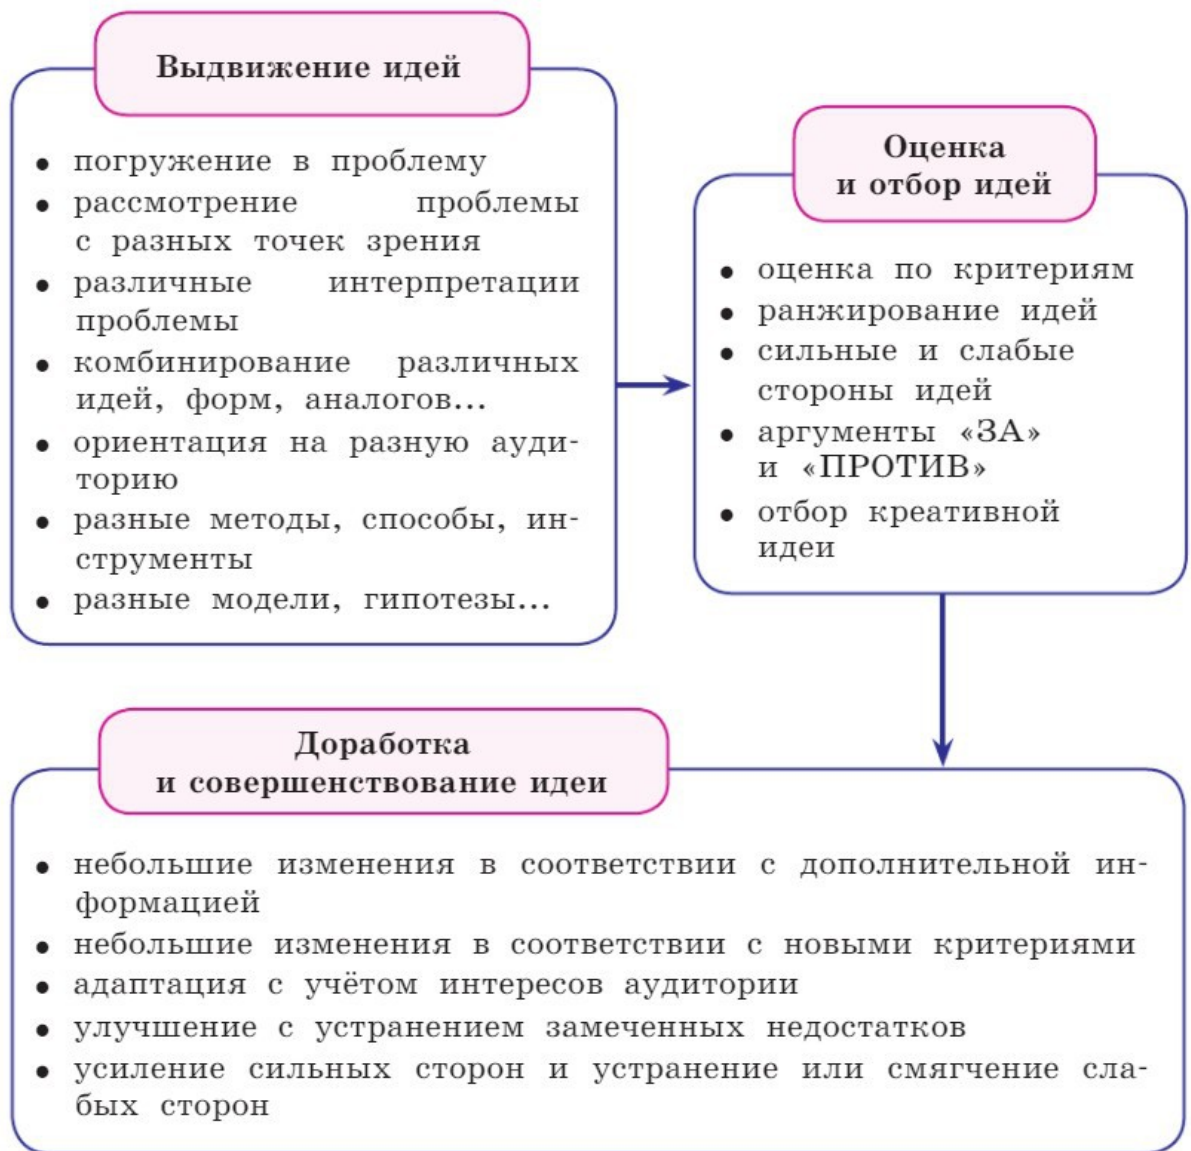 Выдвижение идей
• погружение в проблему
• рассмотрение проблемы
с разных точек зрения
• различные интерпретации
проблемы
• комбинирование различных
идей, форм, аналогов...
• ориентация на разную ауди-
торию
• разные методы, способы, ин-
струменты
• разные модели, гипотезы...
Оценка
и отбор идей
• оценка по критериям
• ранжирование идей
• сильные и слабые
стороны идей
• аргументы «ЗА»
и «ПРОТИВ»
• отбор креативной
идеи
Доработка
и совершенствование идеи
• небольшие изменения в соответствии с дополнительной ин-
формацией
• небольшие изменения в соответствии с новыми критериями
• адаптация с учётом интересов аудитории
• улучшение с устранением замеченных недостатков
• усиление сильных сторон и устранение или смягчение сла-
бых сторон